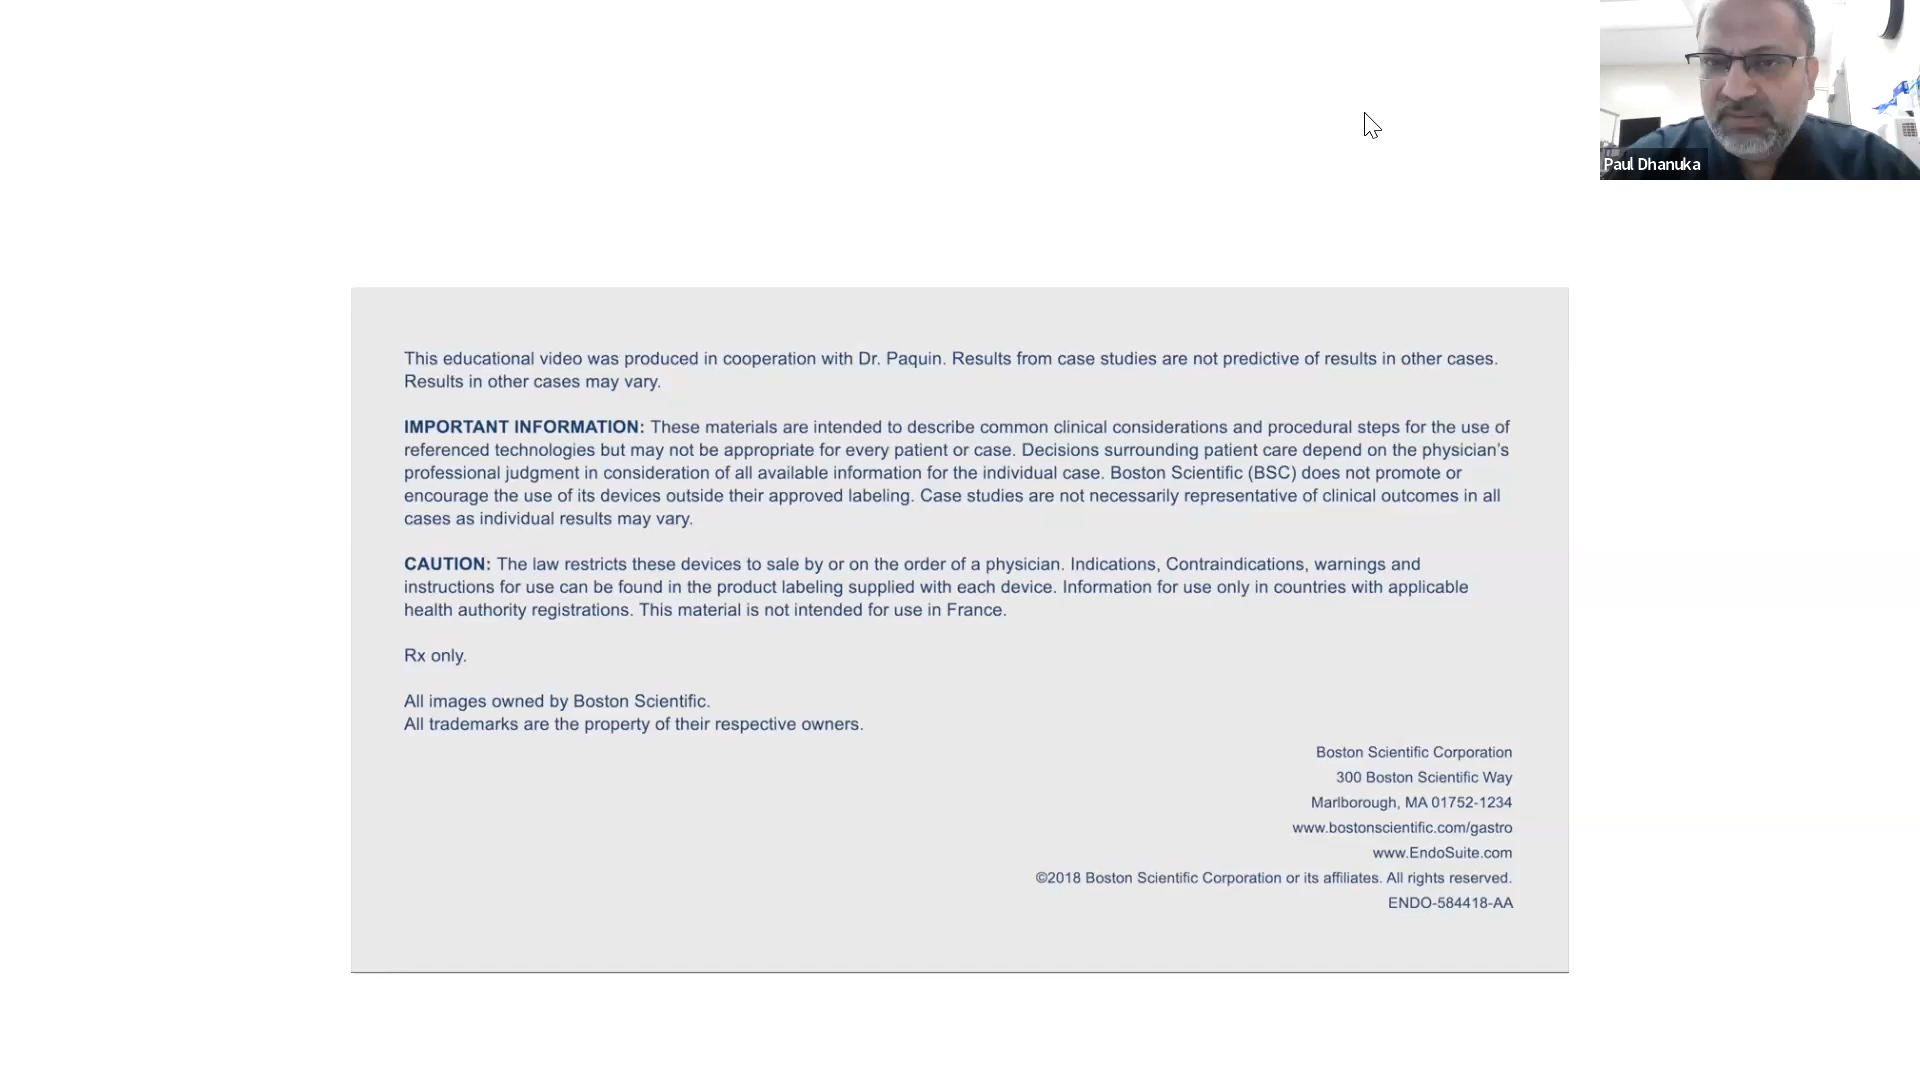 Paul Dhanuka
This educational video was produced in cooperation with Dr. Paquin. Results from case studies are not predictive of results in other cases.
Results in other cases may vary.
IMPORTANT INFORMATION: These materials are intended to describe common clinical considerations and procedural steps for the use of
referenced technologies but may not be appropriate for every patient or case. Decisions surrounding patient care depend on the physician's
professional judgment in consideration of all available information for the individual case. Boston Scientific (BSC) does not promote or
encourage the use of its devices outside their approved labeling. Case studies are not necessarily representative of clinical outcomes in all
cases as individual results may vary.
CAUTION: The law restricts these devices to sale by or on the order of a physician. Indications, Contraindications, warnings and
instructions for use can be found in the product labeling supplied with each device. Information for use only in countries with applicable
health authority registrations. This material is not intended for use in France.
Rx only.
All images owned by Boston Scientific.
All trademarks are the property of their respective owners.
Boston Scientific Corporation
300 Boston Scientific Way
Marlborough, MA 01752-1234
www.bostonscientific.com/gastro
www.EndoSuite.com
©2018 Boston Scientific Corporation or its affiliates. All rights reserved.
ENDO-584418-AA